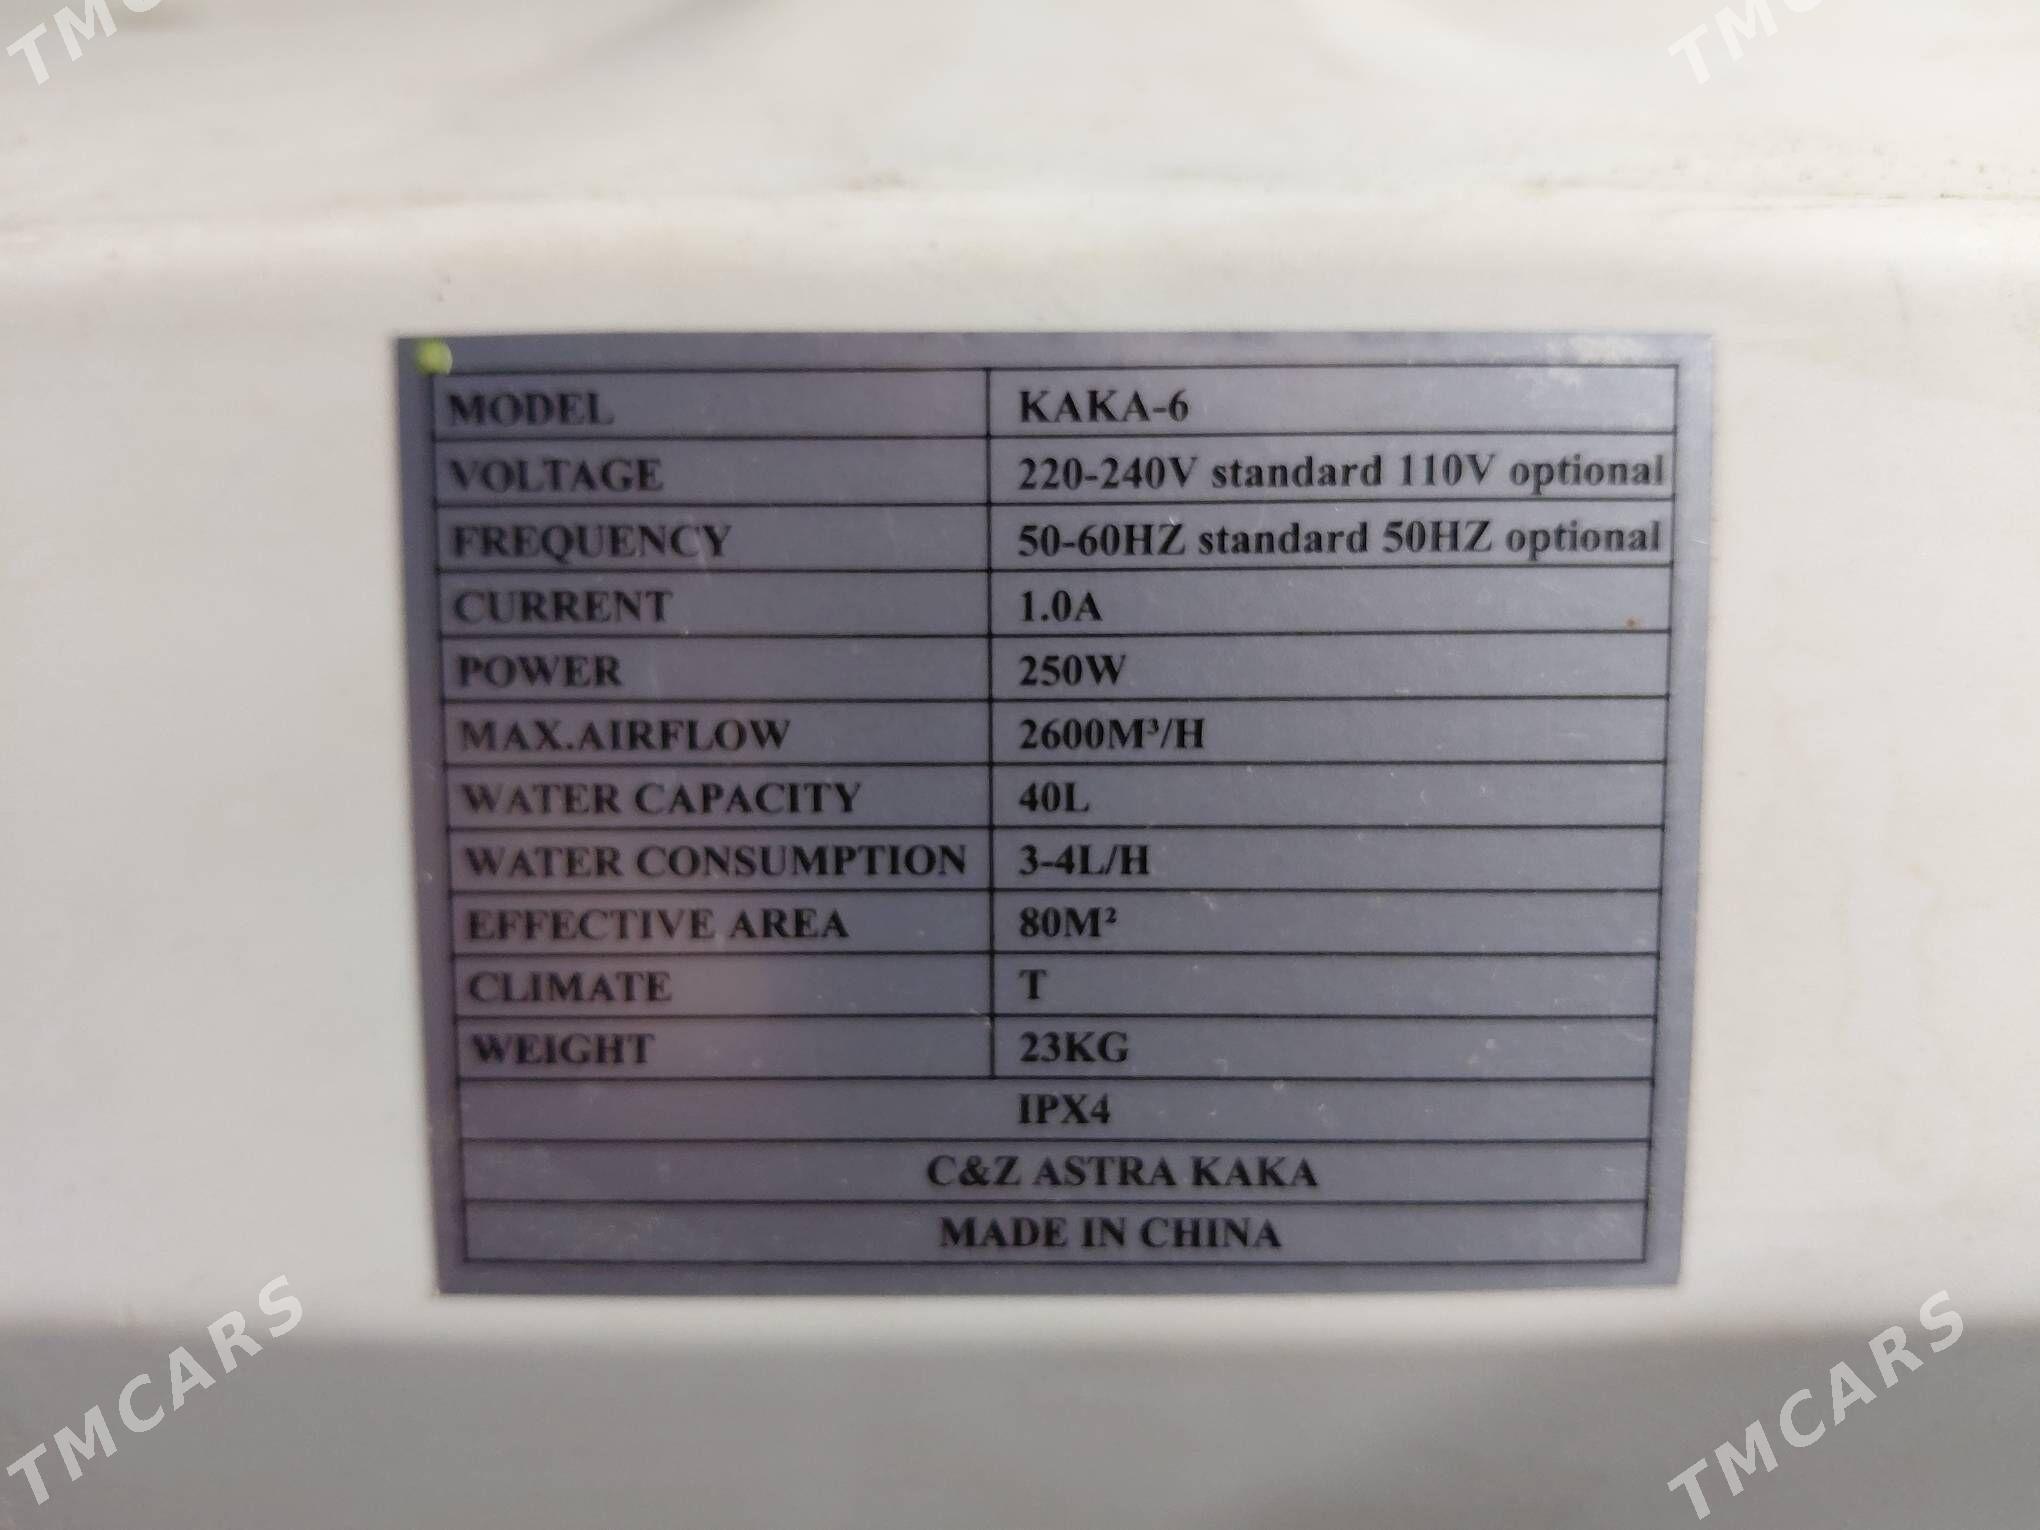 TMC
TMC
MODEL KAKA-6
VOLTAGE 220-240V standard 110V optional
FREQUENCY 50-60HZ standard 50HZ optional
CURRENT 1.0A
POWER 250W
MAX.AIRFLOW 2600M³/H
WATER CAPACITY 40L
WATER CONSUMPTION 3-4L/H
EFFECTIVE AREA 80M²
CLIMATE T
WEIGHT 23KG
IPX4
C&Z ASTRA KAKA
MADE IN CHINA
TMCARS
TMCARS